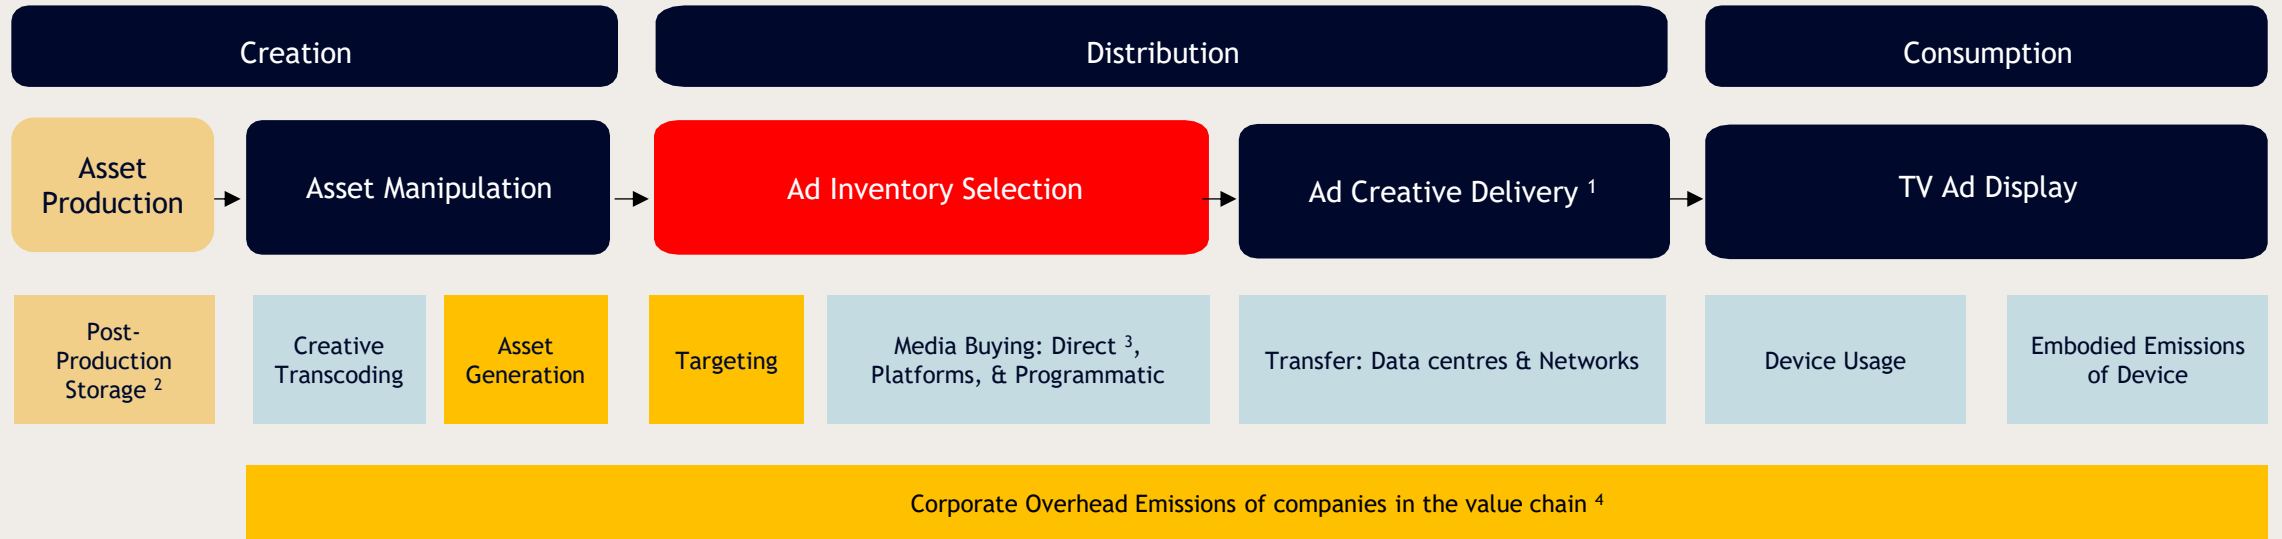 Creation
Distribution
Consumption
Asset
Production
Asset Manipulation
Ad Inventory Selection
Ad Creative Delivery ¹
TV Ad Display
Post-
Production
Storage ²
Creative
Transcoding
Asset
Generation
Targeting
Media Buying: Direct ³,
Platforms, & Programmatic
Transfer: Data centres & Networks
Device Usage
Embodied Emissions
of Device
Corporate Overhead Emissions of companies in the value chain ⁴